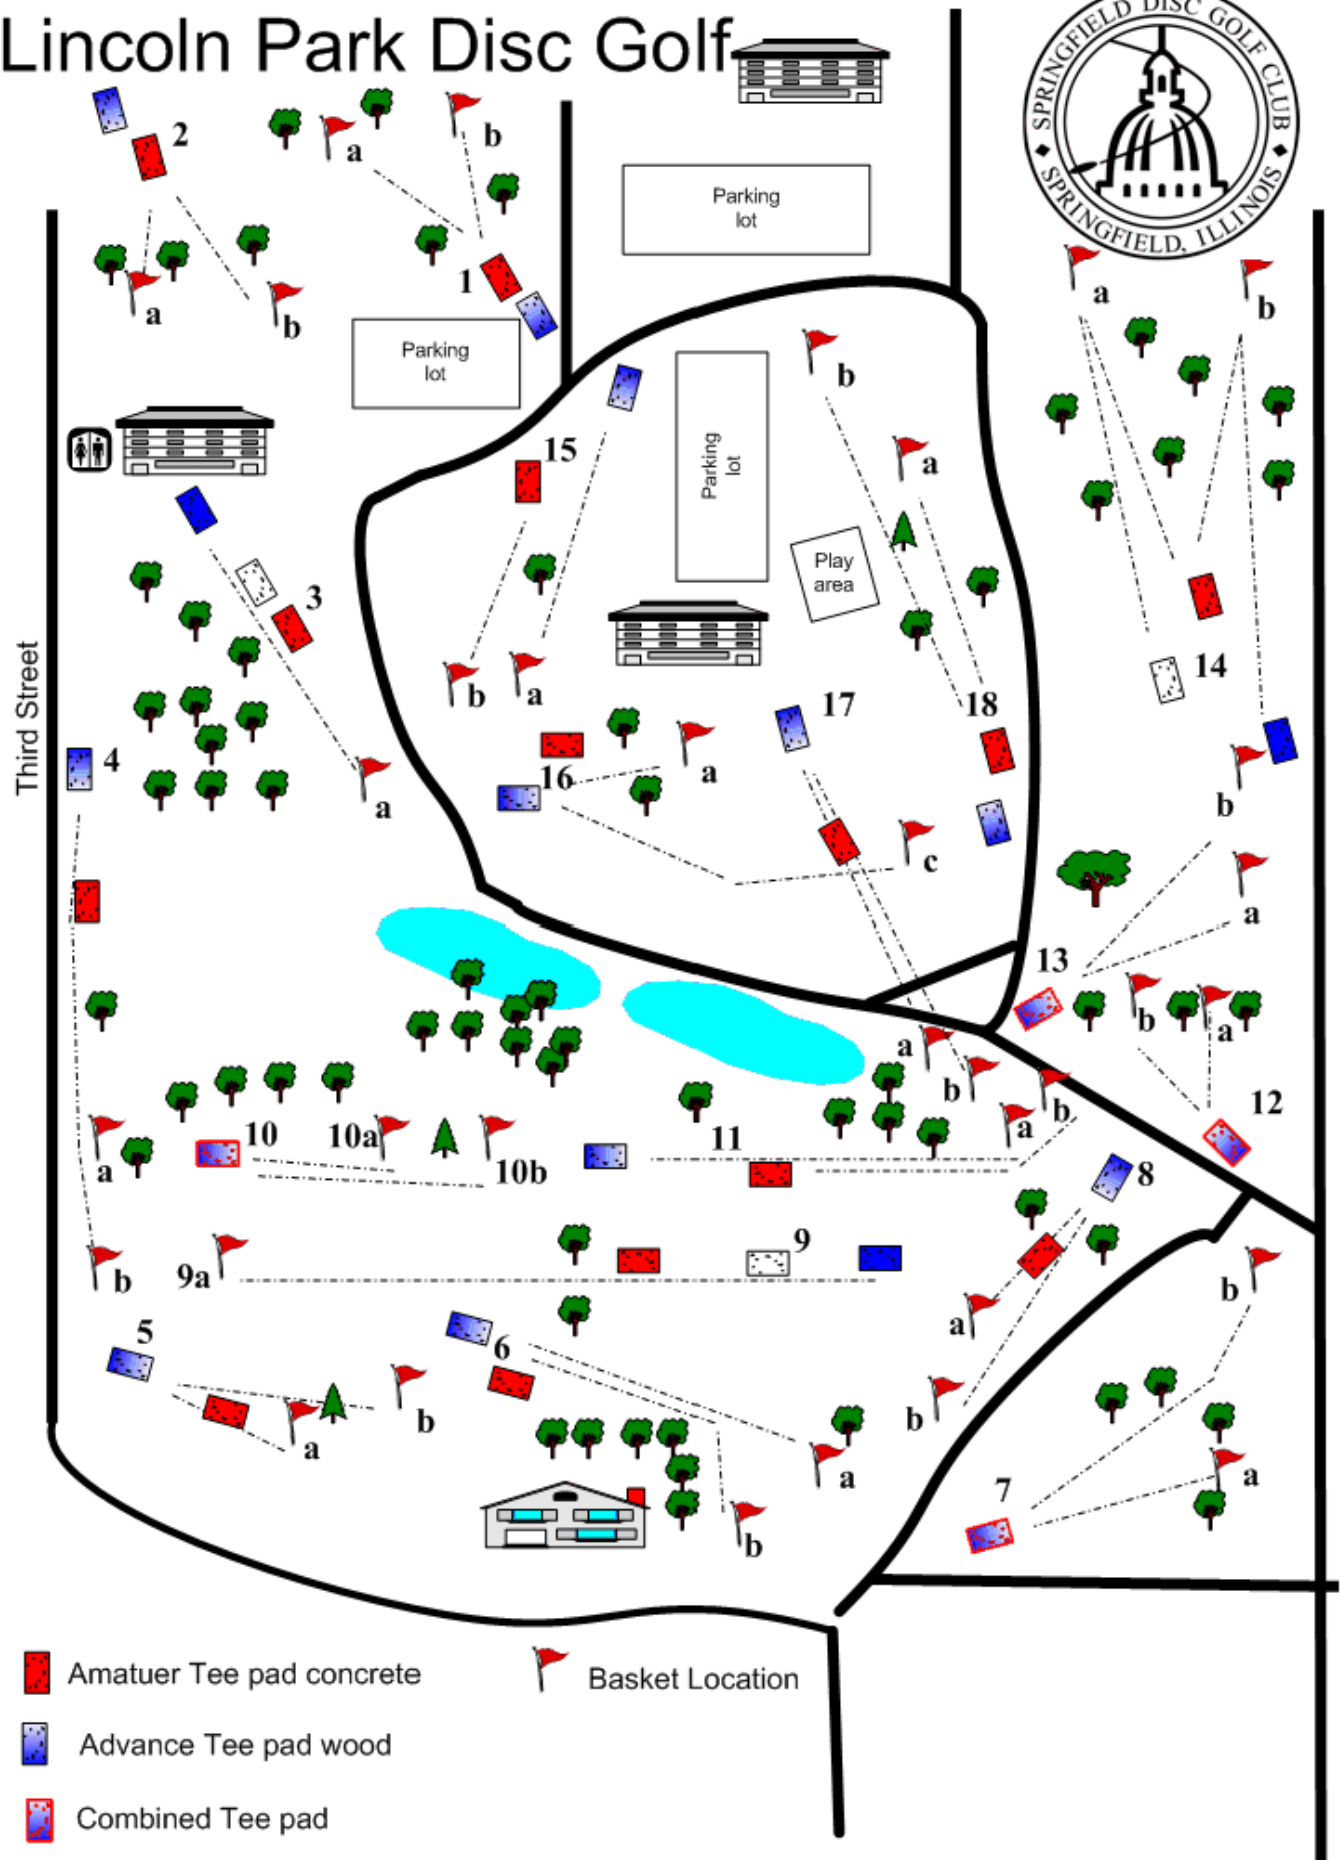 Lincoln Park Disc Golf
SPRINGFIELD DISC GOLF CLUB
SPRINGFIELD, ILLINOIS
2
a
b
Parking
lot
a
b
1
a
b
Parking
lot
b
a
15
Parking
lot
a
Play
area
3
14
b
a
17
18
Third Street
4
a
16
a
b
c
a
13
b
a
a
b
b
a
12
10
10a
11
a
10b
8
b
9a
9
b
a
5
6
b
b
a
a
7
a
b
Amatuer Tee pad concrete
Basket Location
Advance Tee pad wood
Combined Tee pad